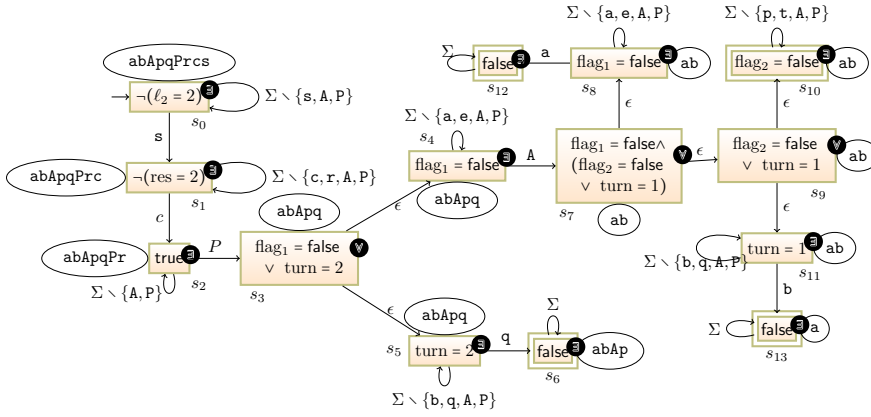 abApqPrcs
¬(ℓ₂ = 2)
∃
Σ ∖ {s, A, P}
s₀
s
abApqPrc
¬(res = 2)
∃
Σ ∖ {c, r, A, P}
s₁
c
abApqPr
true
∃
P
Σ ∖ {A, P}
s₂
abApq
flag₁ = false
∨ turn = 2
∀
s₃
ϵ
ϵ
Σ ∖ {a, e, A, P}
s₄
flag₁ = false
∃
A
abApq
abApq
s₅
turn = 2
∃
q
Σ ∖ {b, q, A, P}
Σ
false
∃
abAp
s₆
flag₁ = false∧
(flag₂ = false
∨ turn = 1)
∀
s₇
ab
ϵ
ϵ
Σ ∖ {a, e, A, P}
Σ
false
∃
a
flag₁ = false
∃
ab
s₁₂
s₈
Σ ∖ {p, t, A, P}
flag₂ = false
∃
ab
s₁₀
ϵ
flag₂ = false
∨ turn = 1
∀
ab
s₉
ϵ
turn = 1
∃
ab
Σ ∖ {b, q, A, P}
s₁₁
b
Σ
false
∃
a
s₁₃